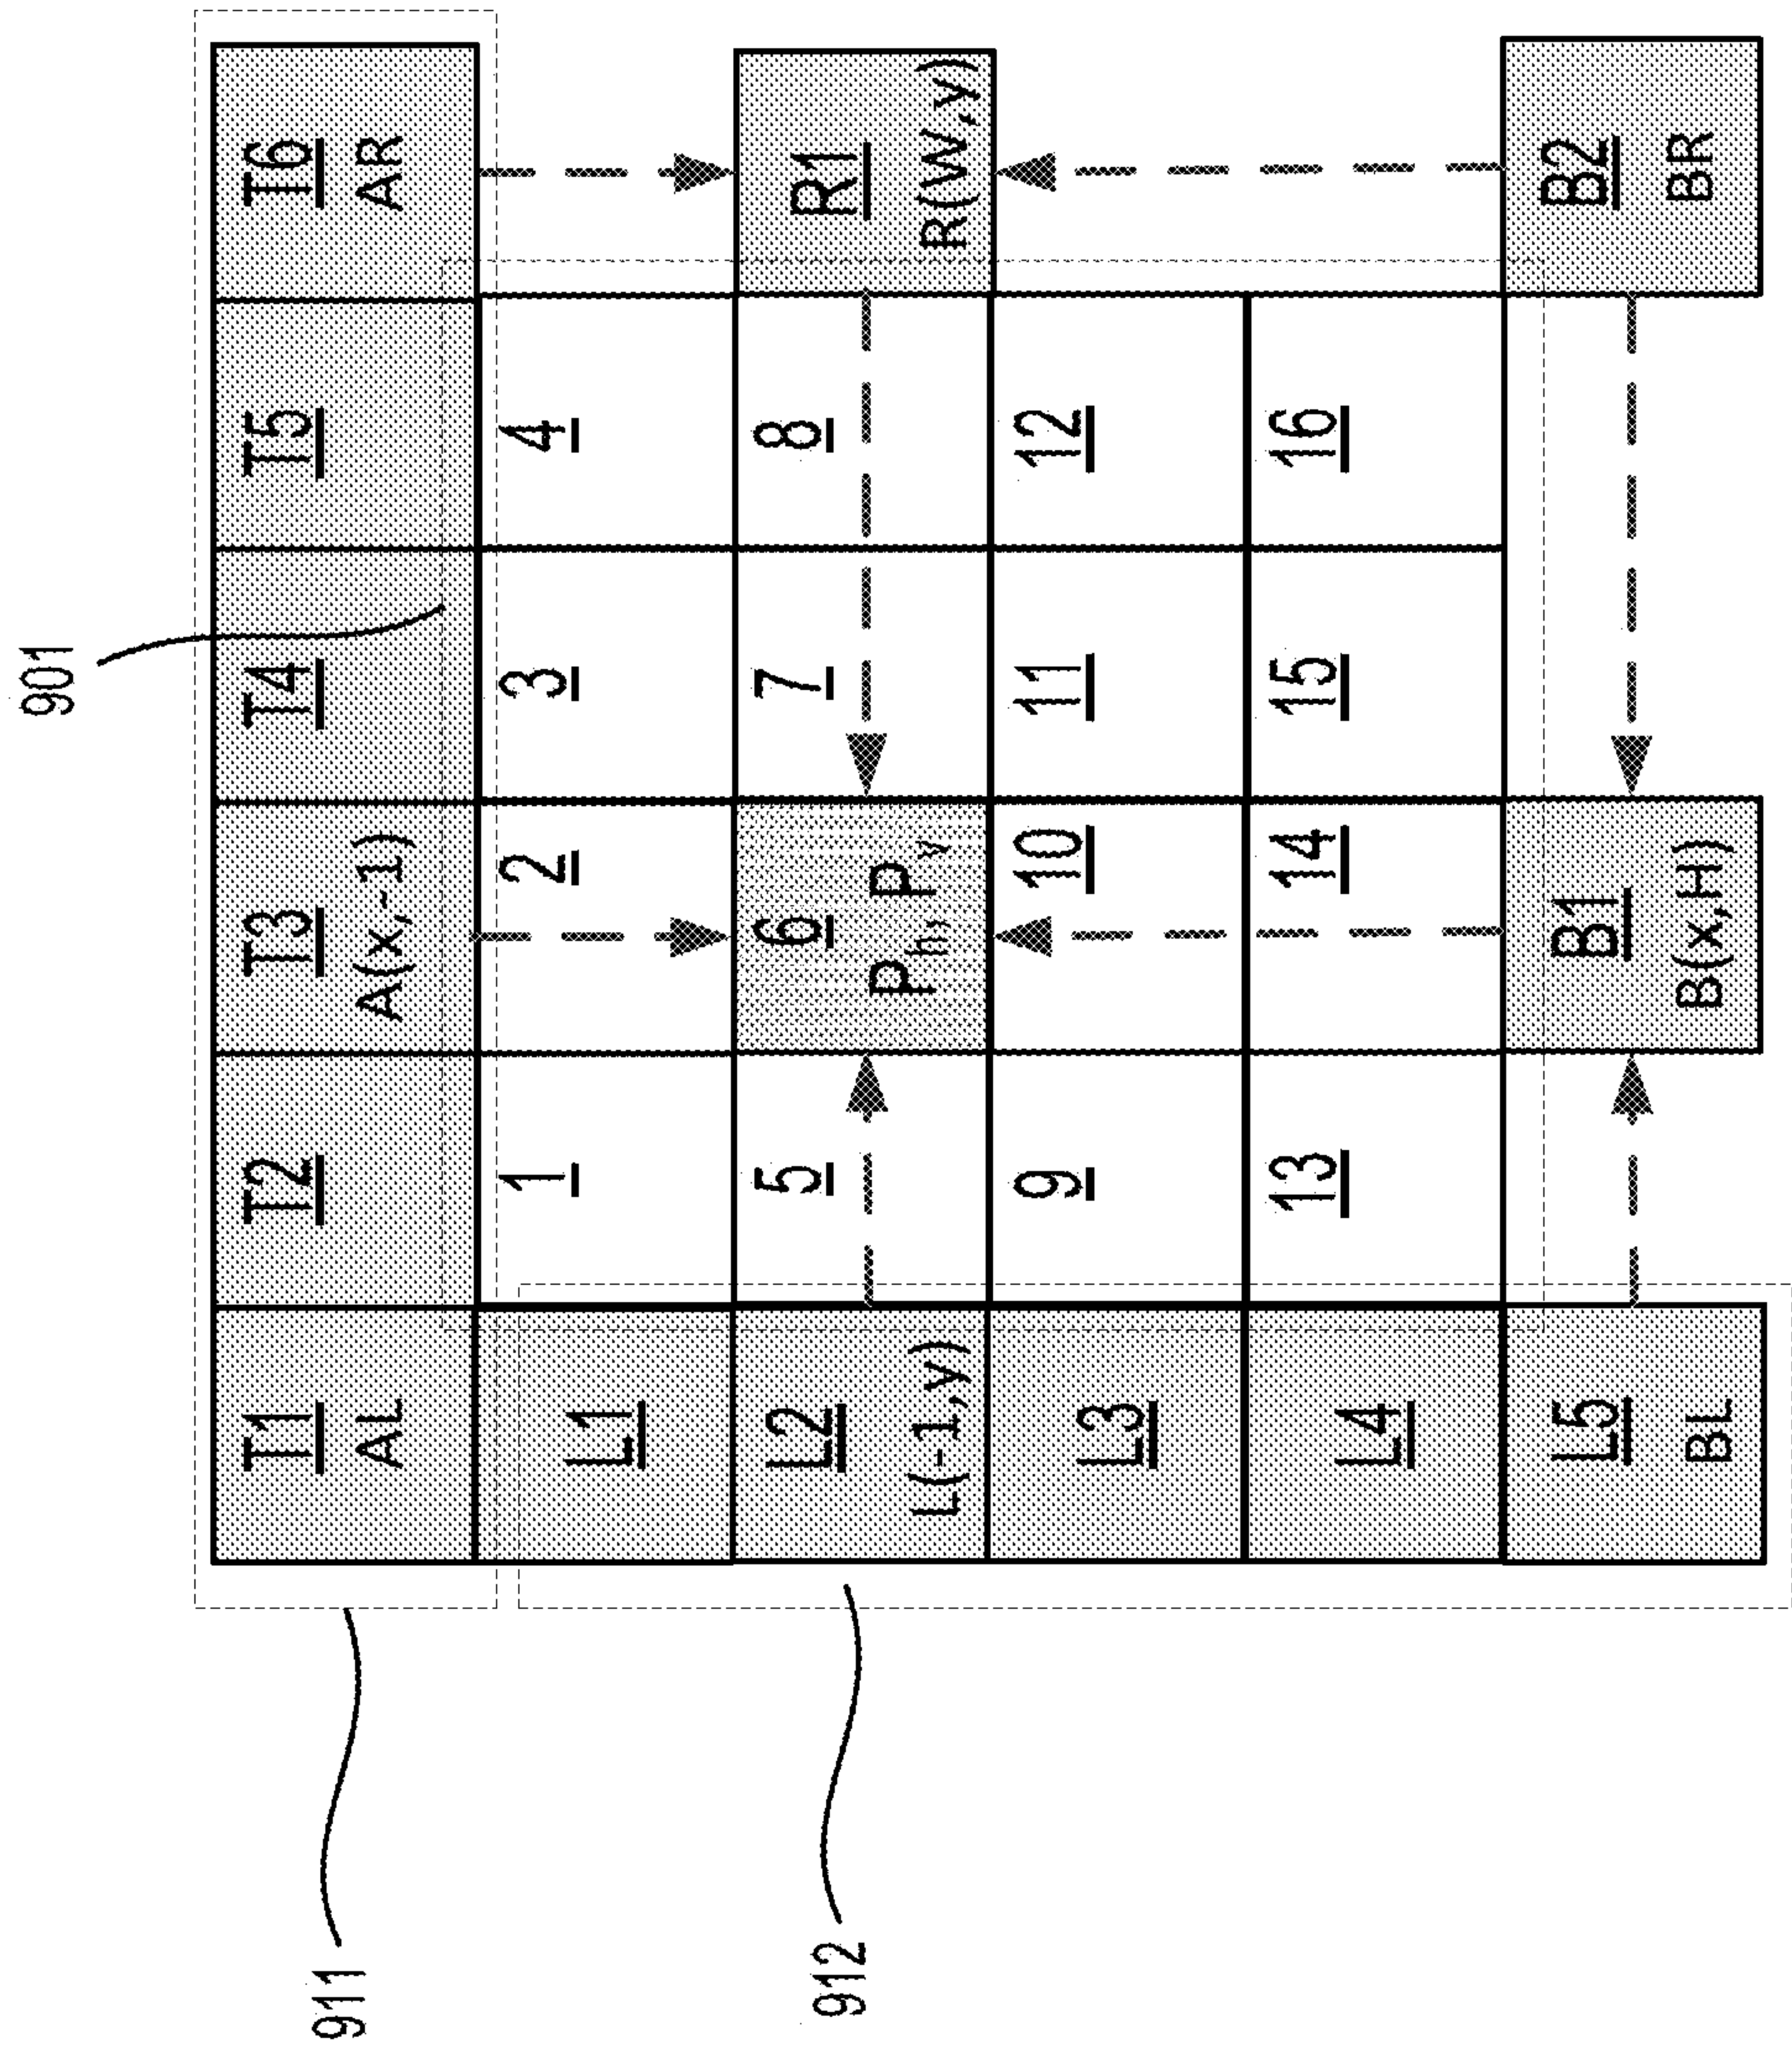 901
911
T1 T2 T3 T4 T5 T6
AL A(x,-1) AR
L1 1 2 3 4
912
L2 5 6 7 8 R1
L(-1,y) Ph, Pv R(W,y)
L3 9 10 11 12
L4 13 14 15 16
L5 B1 B2
BL B(x,H) BR